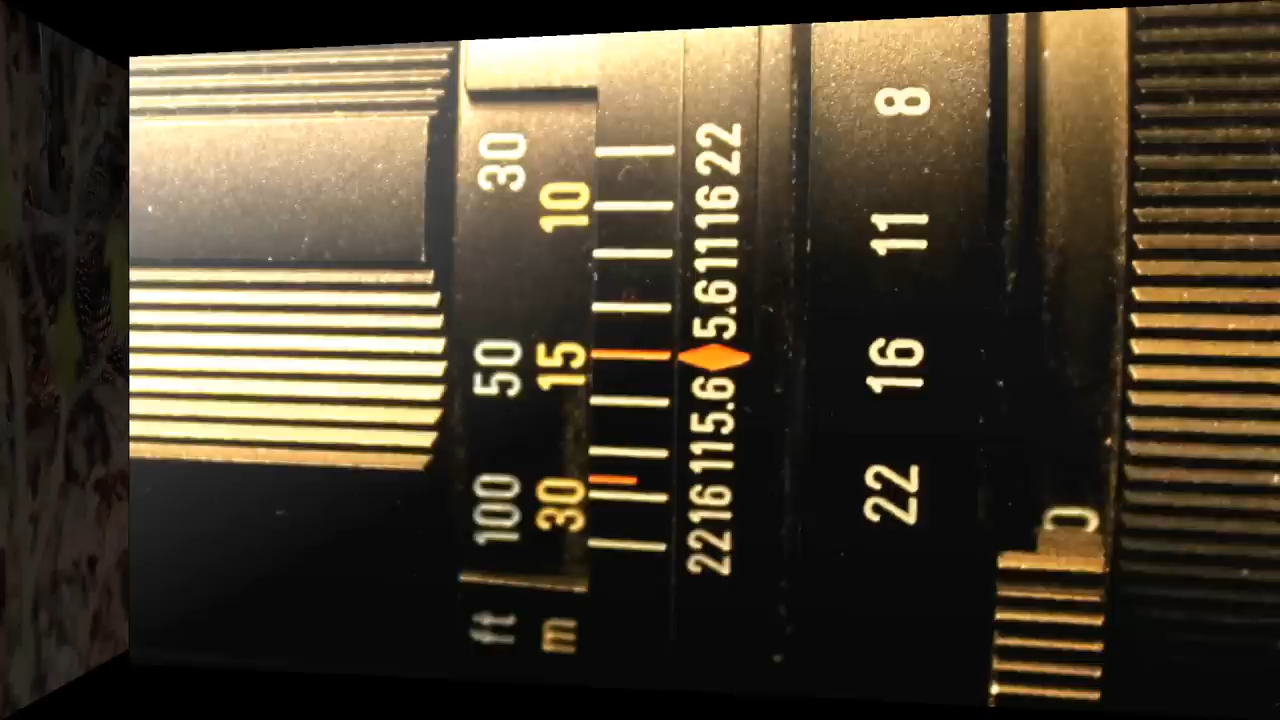 ft 100 50 30
m 30 15 10
22 16 11 5.6 5.6 11 16 22
22 16 11 8